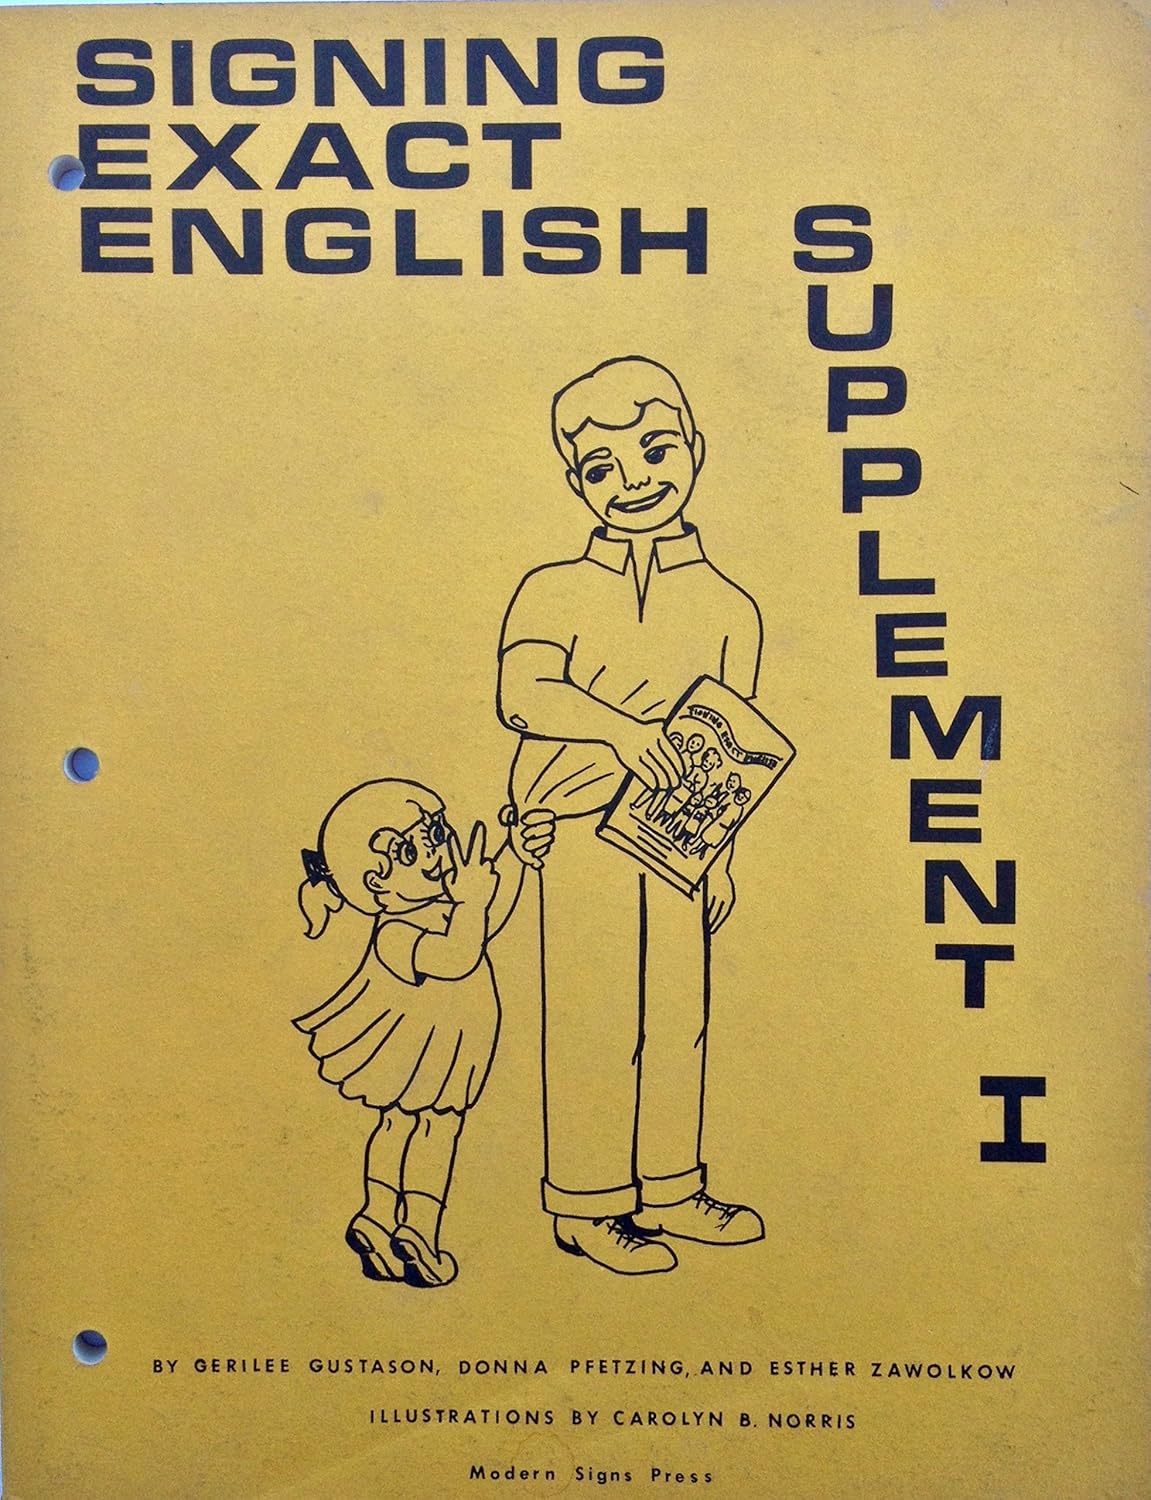 SIGNING
EXACT
ENGLISH
SUPPLEMENT I
BY GERILEE GUSTASON, DONNA PFETZING, AND ESTHER ZAWOLKOW
ILLUSTRATIONS BY CAROLYN B. NORRIS
Modern Signs Press